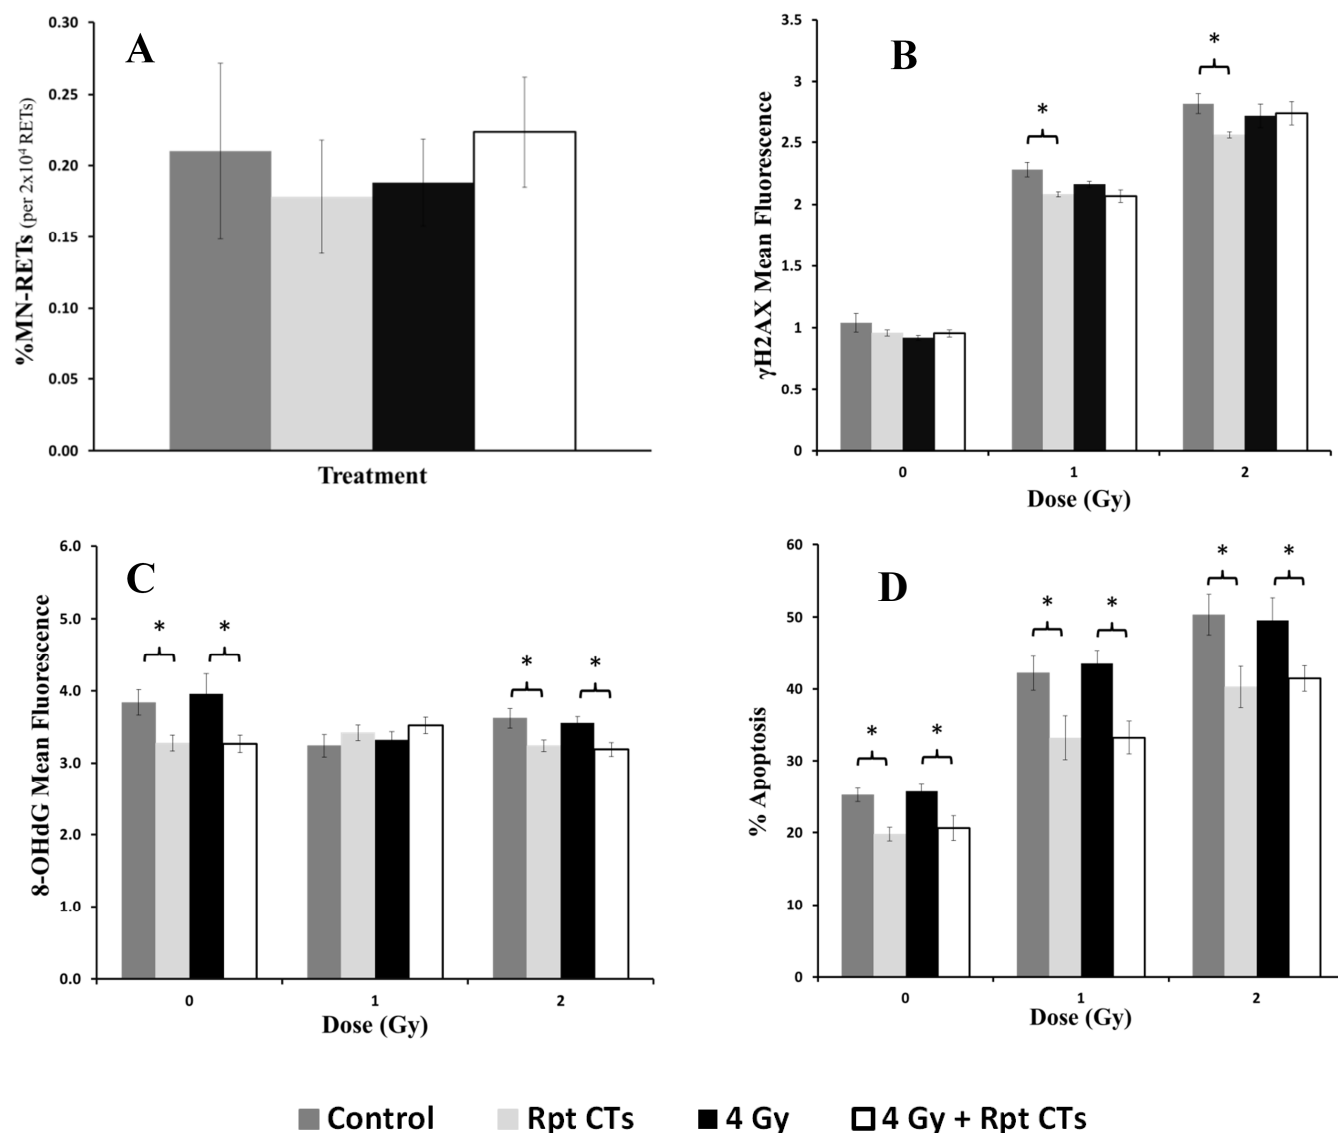 A
%MN-RETs (per 2x10⁴ RETs)
0.30
0.25
0.20
0.15
0.10
0.05
0.00
Treatment
B
γH2AX Mean Fluorescence
3.5
3
2.5
2
1.5
1
0.5
0
* *
0 1 2
Dose (Gy)
C
8-OHdG Mean Fluorescence
6.0
5.0
4.0
3.0
2.0
1.0
0.0
* * * *
0 1 2
Dose (Gy)
D
% Apoptosis
60
50
40
30
20
10
0
* * * * * *
0 1 2
Dose (Gy)
Control Rpt CTs 4 Gy 4 Gy + Rpt CTs